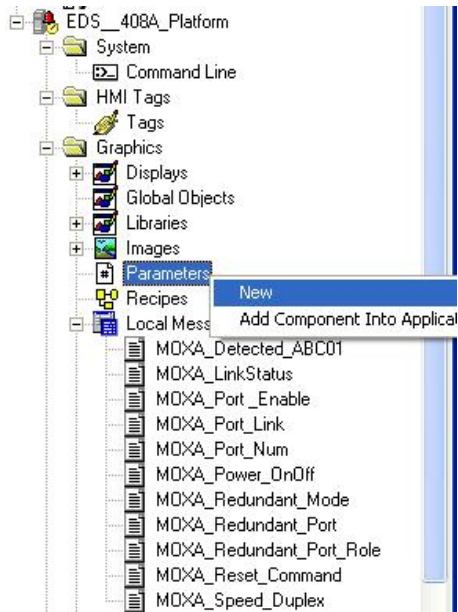 EDS__408A_Platform
System
Command Line
HMI Tags
Tags
Graphics
Displays
Global Objects
Libraries
Images
Parameters
New
Recipes
Add Component Into Applicat
Local Mess
MOXA_Detected_ABC01
MOXA_LinkStatus
MOXA_Port _Enable
MOXA_Port_Link
MOXA_Port_Num
MOXA_Power_OnOff
MOXA_Redundant_Mode
MOXA_Redundant_Port
MOXA_Redundant_Port_Role
MOXA_Reset_Command
MOXA_Speed_Duplex